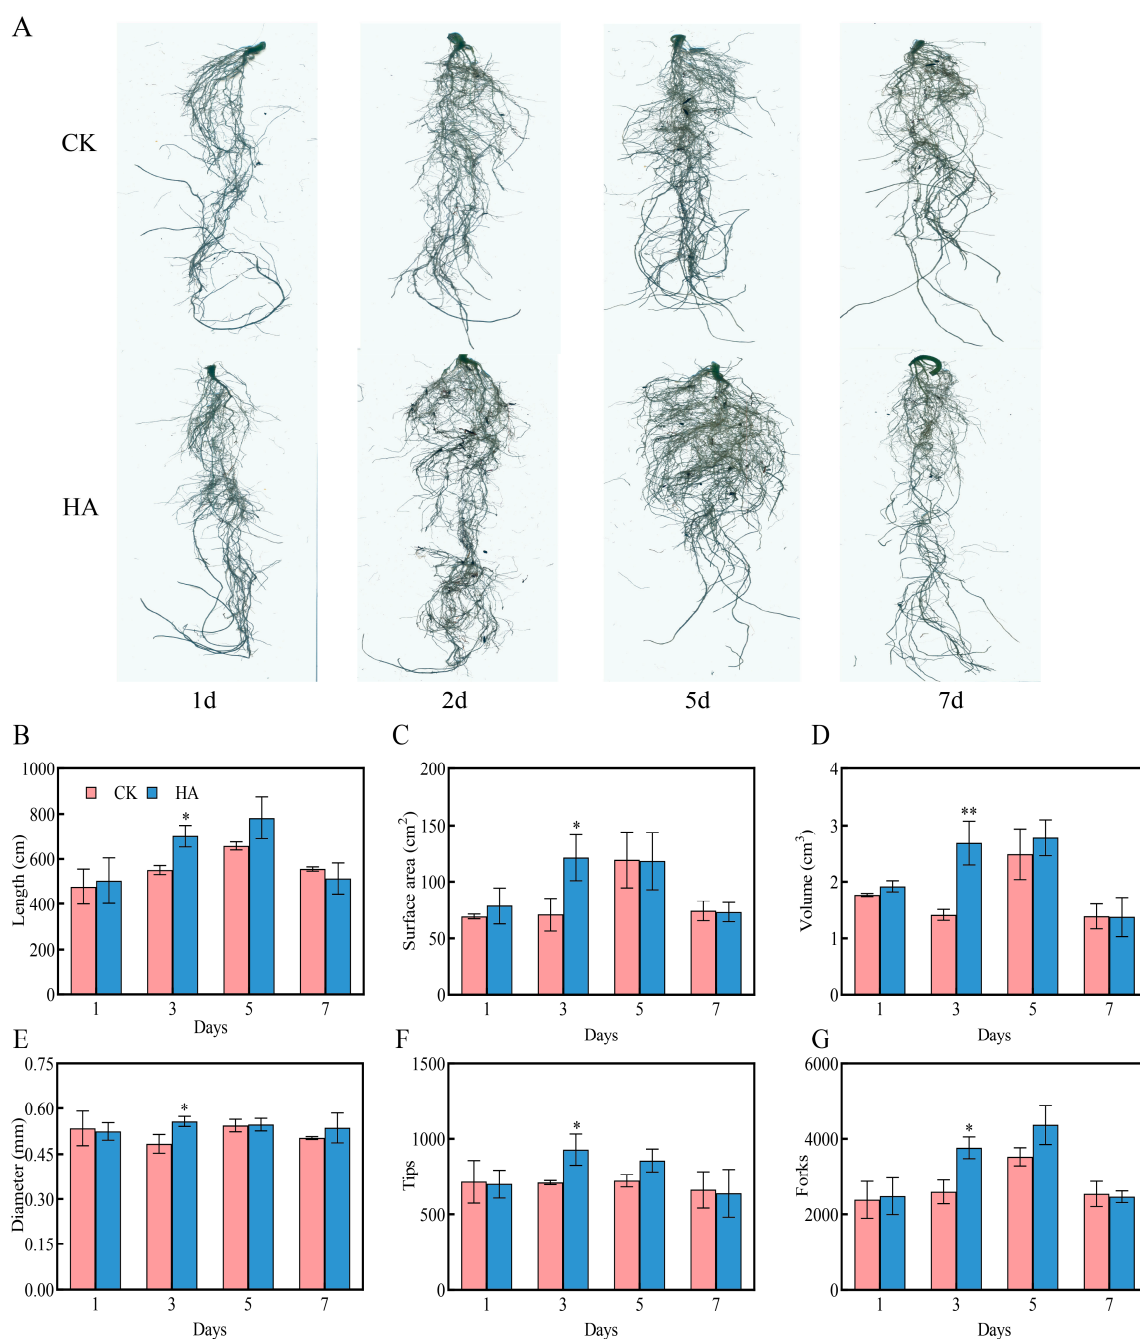 A
CK
HA
1d 2d 5d 7d
B
1000
800
600
400
200
0
Length (cm)
CK HA
*
1 3 5 7
Days
C
200
150
100
50
0
Surface area (cm²)
*
1 3 5 7
Days
D
4
3
2
1
0
Volume (cm³)
**
1 3 5 7
Days
E
0.75
0.60
0.45
0.30
0.15
0.00
Diameter (mm)
*
1 3 5 7
Days
F
1500
1000
500
0
Tips
*
1 3 5 7
Days
G
6000
4000
2000
0
Forks
*
1 3 5 7
Days